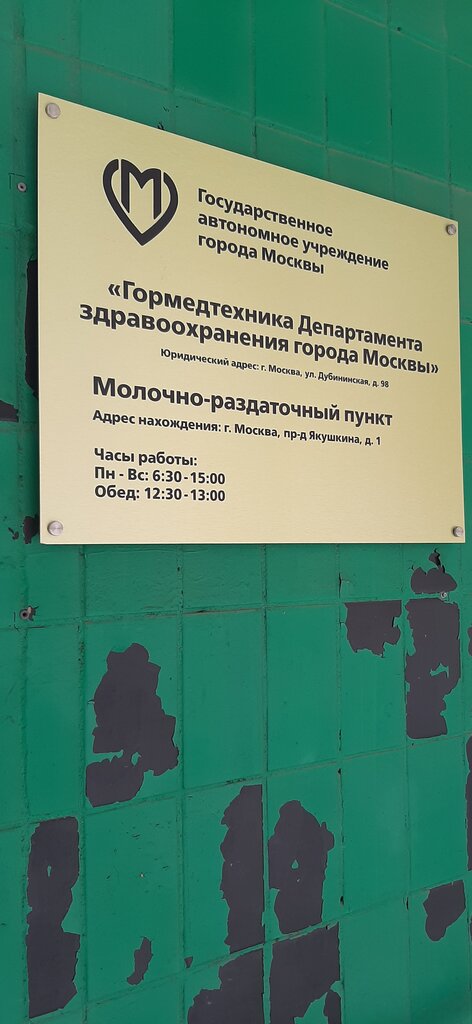 М
Государственное
автономное учреждение
города Москвы
«Гормедтехника Департамента
здравоохранения города Москвы»
Юридический адрес: г. Москва, ул. Дубининская, д. 98
Молочно-раздаточный пункт
Адрес нахождения: г. Москва, пр-д Якушкина, д. 1
Часы работы:
Пн - Вс: 6:30 - 15:00
Обед: 12:30 - 13:00